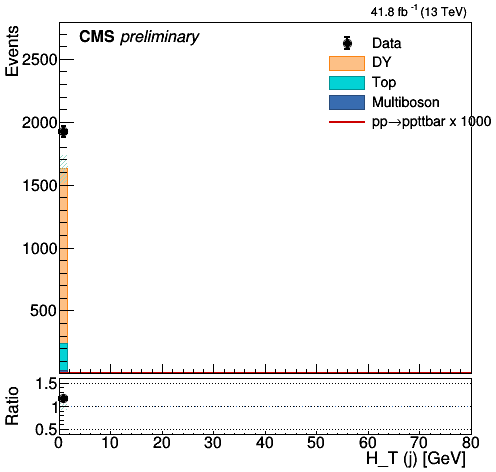 41.8 fb⁻¹ (13 TeV)
Events
CMS preliminary
Data
DY
Top
Multiboson
pp→ppttbar x 1000
2500
2000
1500
1000
500
Ratio
1.5
1
0.5
0 10 20 30 40 50 60 70 80
H_T (j) [GeV]